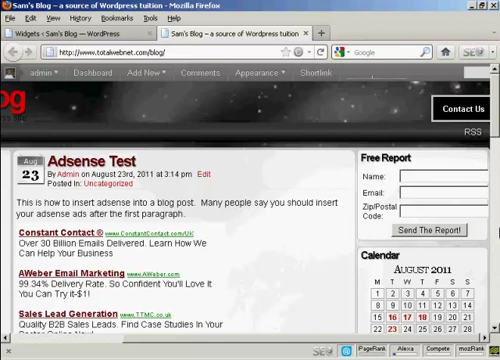 Sam's Blog – a source of Wordpress tuition - Mozilla Firefox
File Edit View History Bookmarks Tools Help
Widgets ‹ Sam's Blog — WordPress
Sam's Blog – a source of Wordpress tuition
http://www.totalwebnet.com/blog/
Google
admin Dashboard Add New Comments Appearance Shortlink
og
Contact Us
RSS
Aug
23
Adsense Test
By Admin on August 23rd, 2011 at 3:14 pm Edit
Posted In: Uncategorized
This is how to insert adsense into a blog post. Many people say you should insert
your adsense ads after the first paragraph.
Constant Contact ® www.ConstantContact.com/UK
Over 30 Billion Emails Delivered. Learn How We
Can Help Your Business
AWeber Email Marketing www.AWeber.com
99.34% Delivery Rate. So Confident You'll Love It
You Can Try it-$1!
Sales Lead Generation www.TTMC.co.uk
Quality B2B Sales Leads. Find Case Studies In Your
Free Report
Name:
Email:
Zip/Postal
Code:
Send The Report!
Calendar
August 2011
M T W T F S S
1 2 3 4 5 6 7
8 9 10 11 12 13 14
15 16 17 18 19 20 21
22 23 24 25 26 27 28
PageRank Alexa Compete mozRank